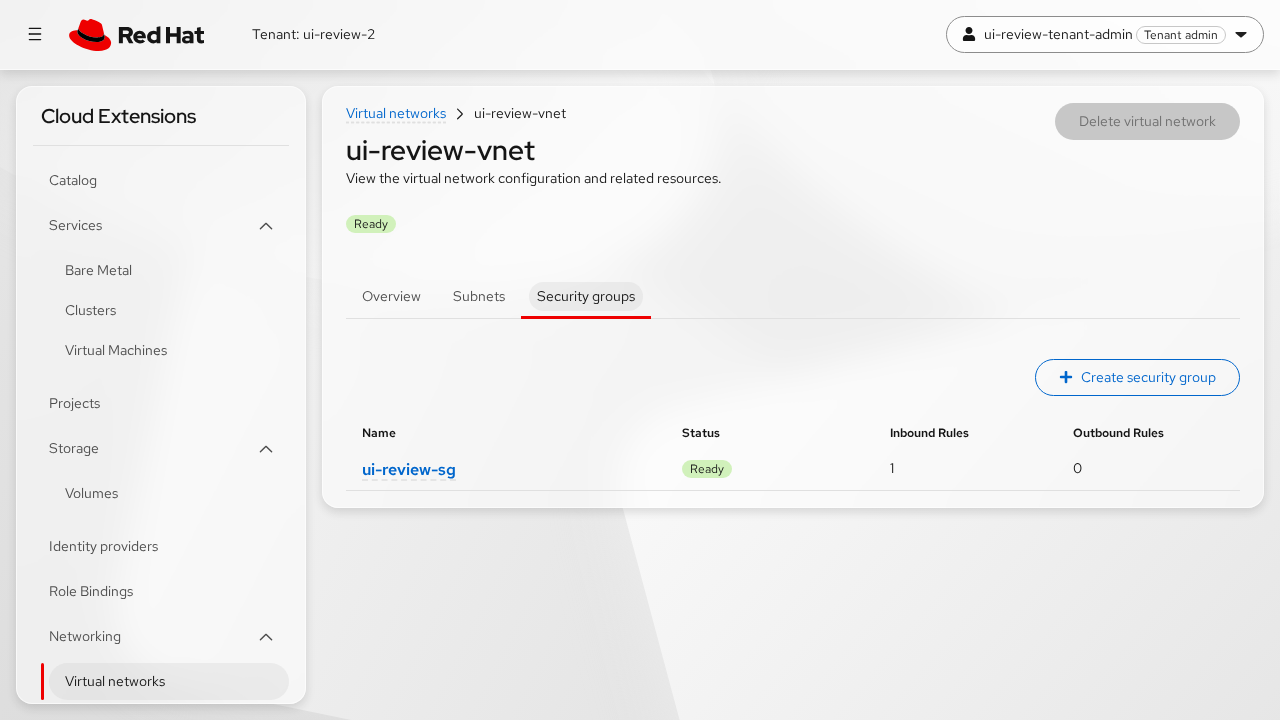 Red Hat
Tenant: ui-review-2
ui-review-tenant-admin Tenant admin
Cloud Extensions
Catalog
Services
Bare Metal
Clusters
Virtual Machines
Projects
Storage
Volumes
Identity providers
Role Bindings
Networking
Virtual networks
Virtual networks > ui-review-vnet
Delete virtual network
ui-review-vnet
View the virtual network configuration and related resources.
Ready
Overview Subnets Security groups
Create security group
Name Status Inbound Rules Outbound Rules
ui-review-sg Ready 1 0